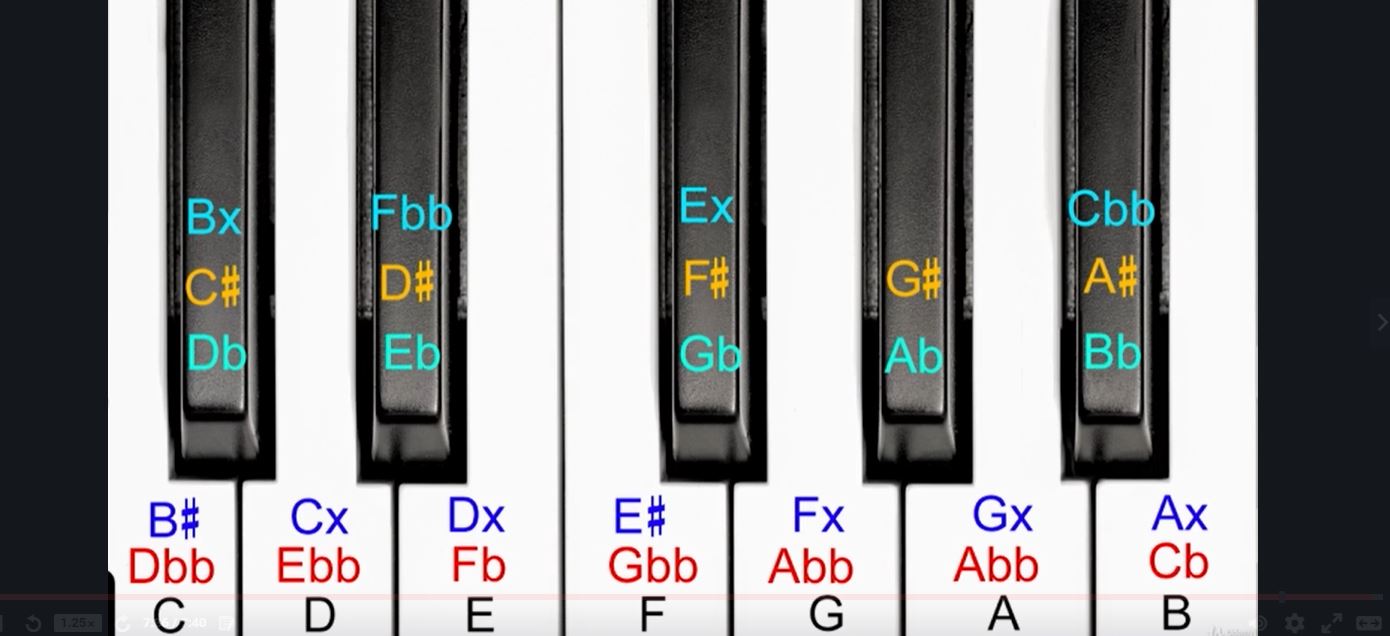 Bx Fbb Ex Cbb
C♯ D♯ F♯ G♯ A♯
Db Eb Gb Ab Bb
B♯ Cx Dx E♯ Fx Gx Ax
Dbb Ebb Fb Gbb Abb Abb Cb
C D E F G A B
1.25x